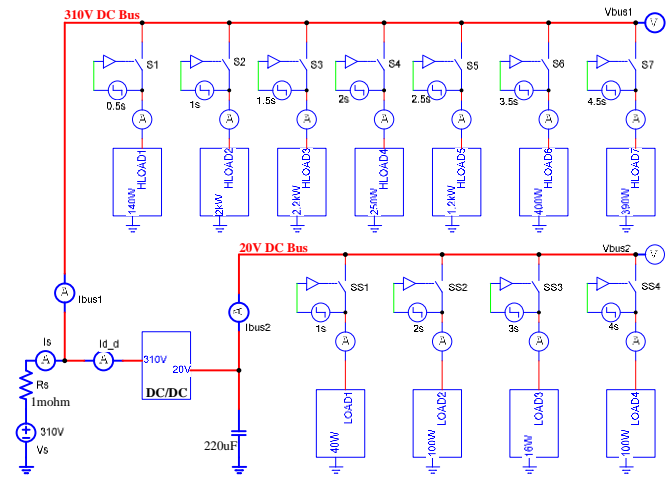 310V DC Bus
Vbus1
V
S1 S2 S3 S4 S5 S6 S7
0.5s 1s 1.5s 2s 2.5s 3.5s 4.5s
A A A A A A A
HLOAD1 HLOAD2 HLOAD3 HLOAD4 HLOAD5 HLOAD6 HLOAD7
140W 2kW 2.2kW 250W 1.2kW 400W 390W
20V DC Bus
Vbus2
V
SS1 SS2 SS3 SS4
A
Ibus1
A
Ibus2
1s 2s 3s 4s
A A A A
Is
A
Id_d
A
310V
20V
DC/DC
Rs
1mohm
310V
Vs
220uF
LOAD1 LOAD2 LOAD3 LOAD4
40W 100W 16W 100W